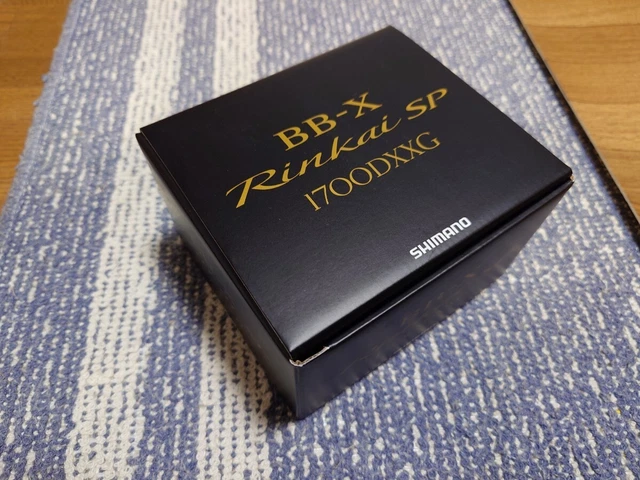 BB-X
Rinkai SP
1700DXXG
SHIMANO